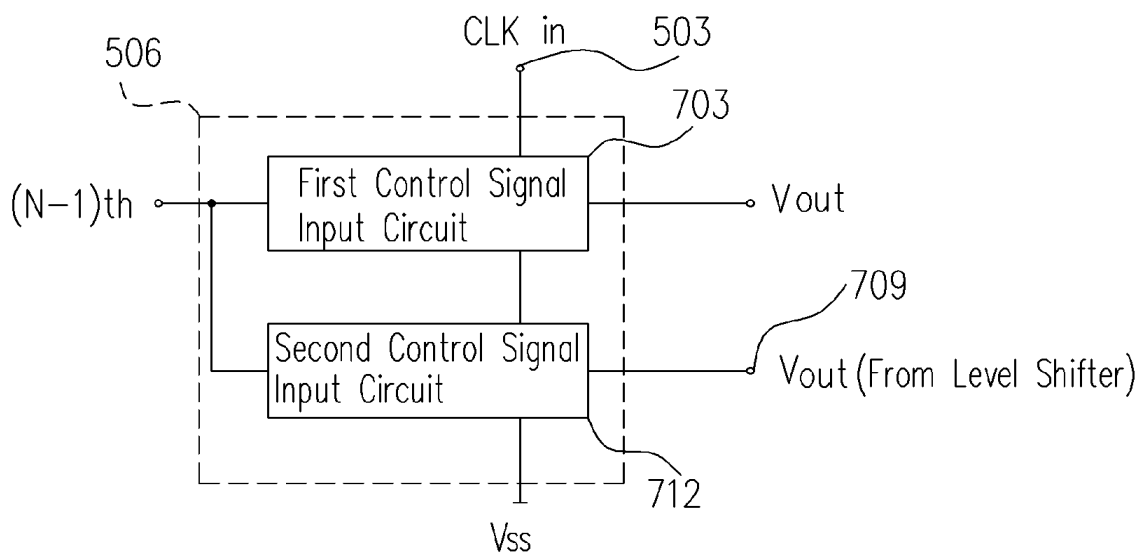 CLK in
503
506
703
(N-1)th
First Control Signal
Input Circuit
Vout
709
Second Control Signal
Input Circuit
Vout (From Level Shifter)
712
Vss